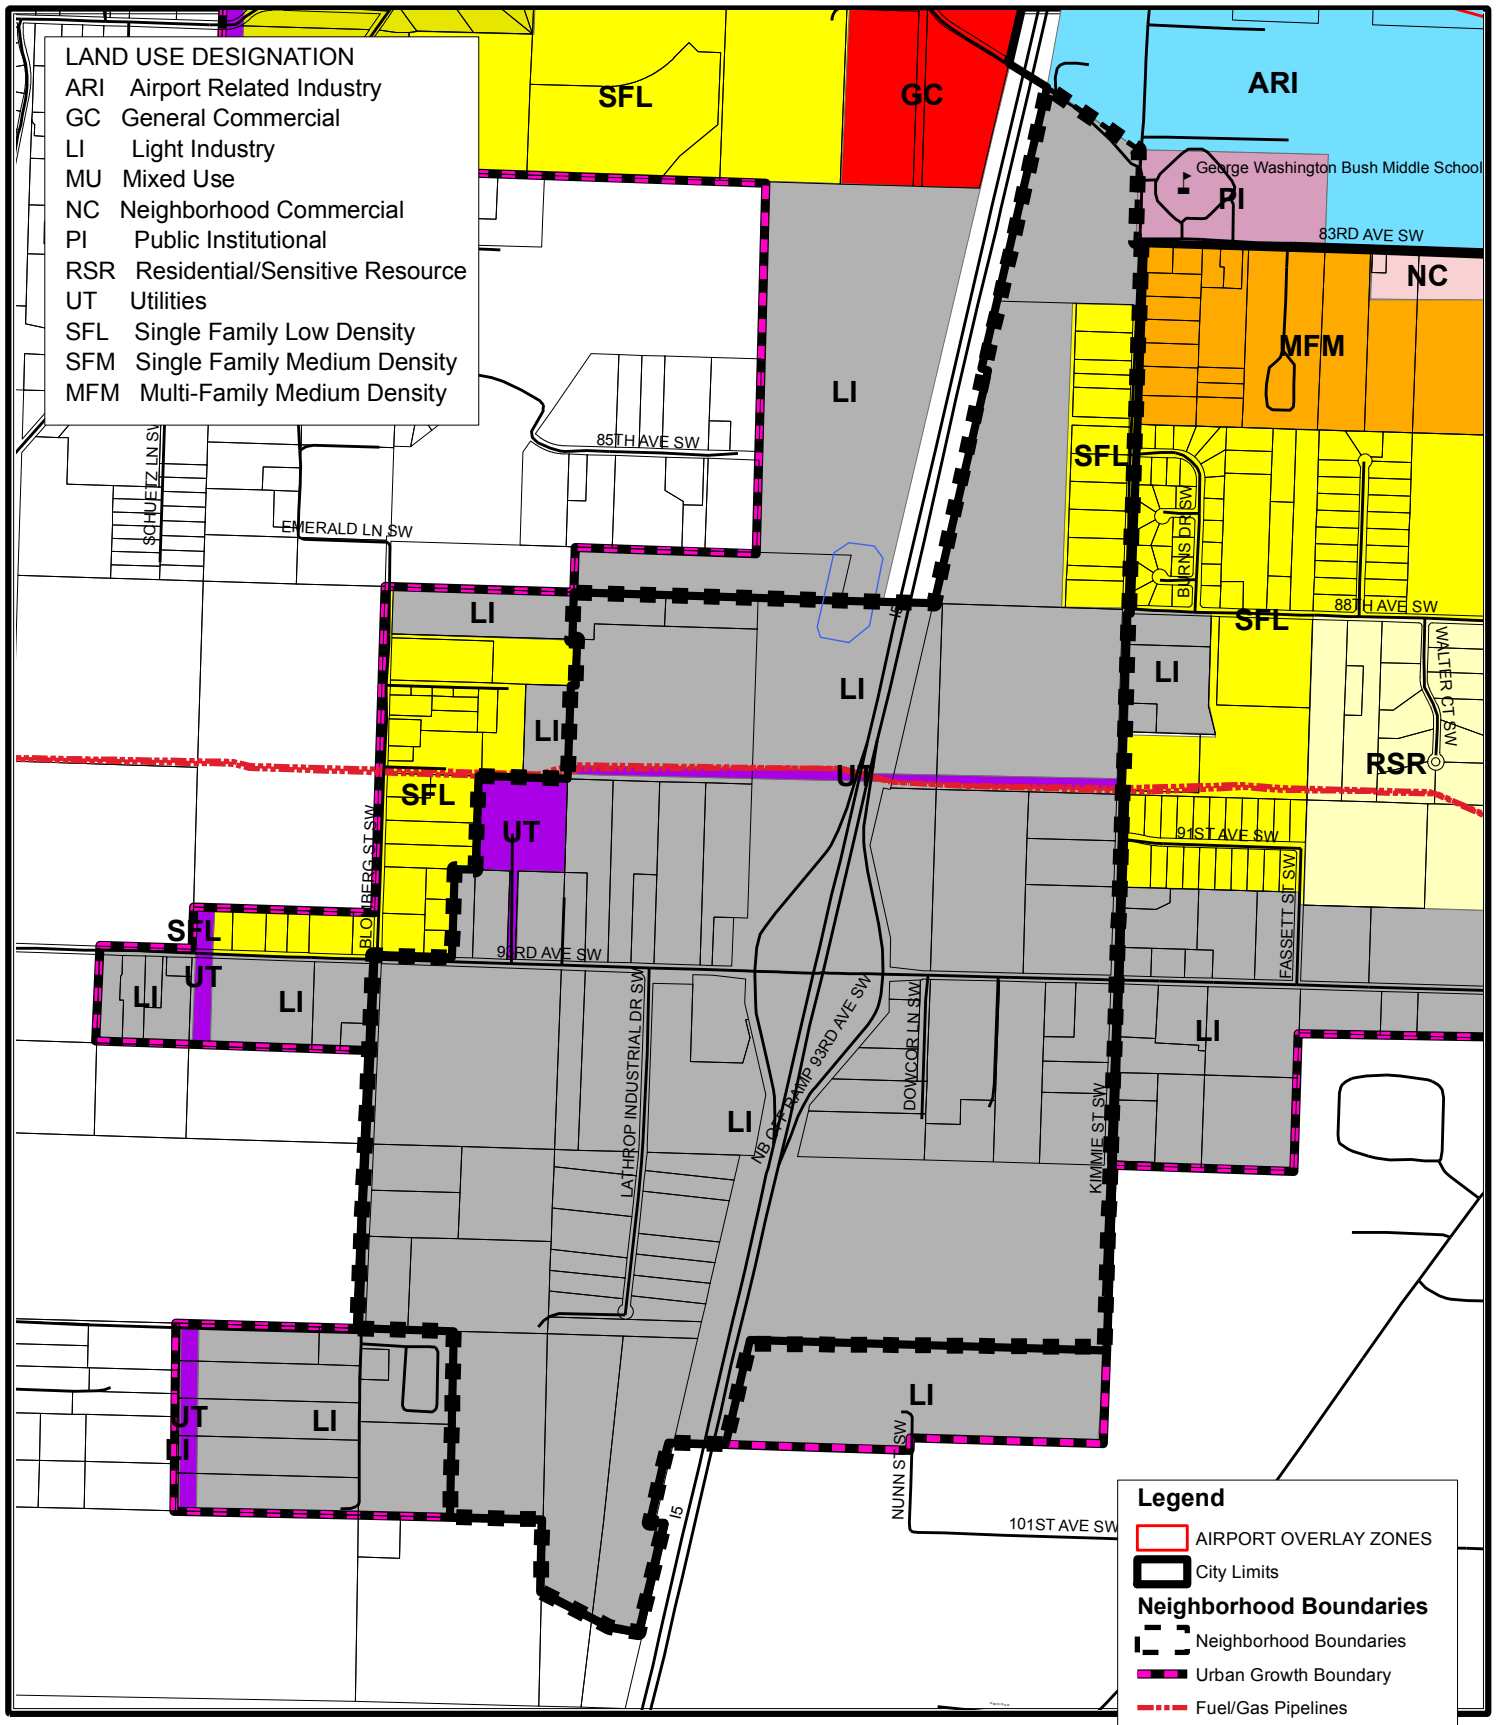 LAND USE DESIGNATION
ARI Airport Related Industry
GC General Commercial
LI Light Industry
MU Mixed Use
NC Neighborhood Commercial
PI Public Institutional
RSR Residential/Sensitive Resource
UT Utilities
SFL Single Family Low Density
SFM Single Family Medium Density
MFM Multi-Family Medium Density
SFL
GC
ARI
George Washington Bush Middle School
PI
83RD AVE SW
NC
MFM
LI
85TH AVE SW
SFL
SCHUETZ LN SW
EMERALD LN SW
BURNS DR SW
88TH AVE SW
LI
I5
SFL
WALTER CT SW
LI
LI
LI
RSR
UT
SFL
UT
91ST AVE SW
BLOMBERG ST SW
FASSETT ST SW
SFL
93RD AVE SW
UT
LI
LI
LATHROP INDUSTRIAL DR SW
NB OFF RAMP 93RD AVE SW
DOWCOR LN SW
LI
LI
KIMMIE ST SW
LI
UT
LI
LI
NUNN ST SW
I5
101ST AVE SW
Legend
AIRPORT OVERLAY ZONES
City Limits
Neighborhood Boundaries
Neighborhood Boundaries
Urban Growth Boundary
Fuel/Gas Pipelines